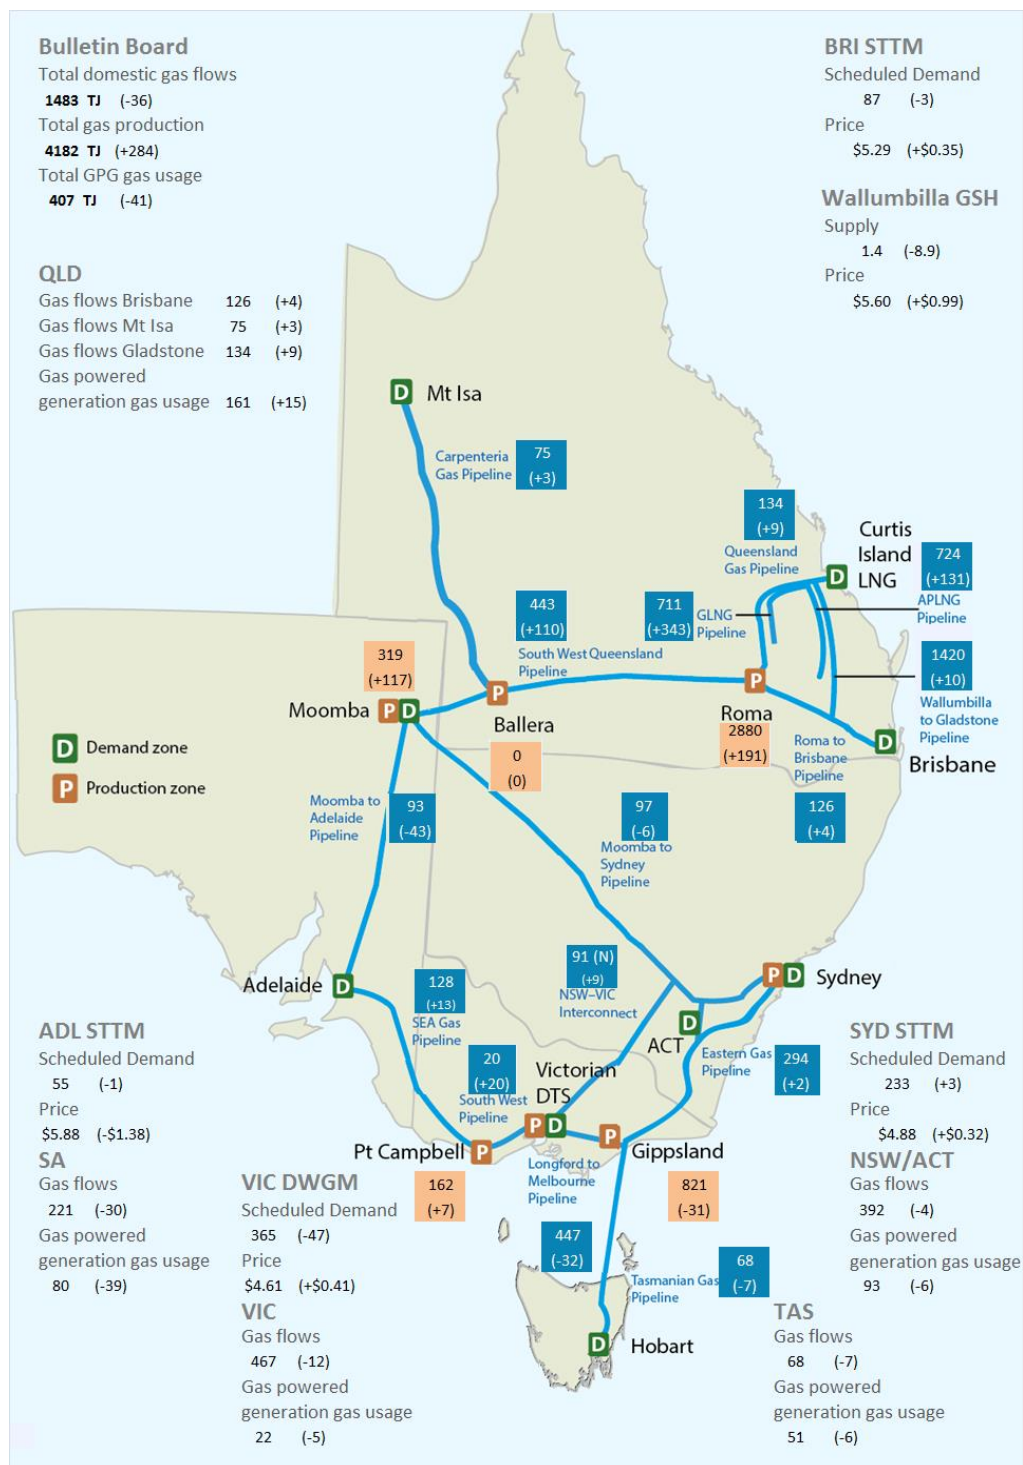 Bulletin Board
Total domestic gas flows
1483 TJ (-36)
Total gas production
4182 TJ (+284)
Total GPG gas usage
407 TJ (-41)
BRI STTM
Scheduled Demand
87 (-3)
Price
$5.29 (+$0.35)
Wallumbilla GSH
Supply
1.4 (-8.9)
Price
$5.60 (+$0.99)
QLD
Gas flows Brisbane 126 (+4)
Gas flows Mt Isa 75 (+3)
Gas flows Gladstone 134 (+9)
Gas powered
generation gas usage 161 (+15)
D Mt Isa
Carpenteria
Gas Pipeline
75
(+3)
134
(+9)
Queensland
Gas Pipeline
Curtis
Island
LNG
D
724
(+131)
APLNG
Pipeline
443
(+110)
South West Queensland
Pipeline
711
(+343)
GLNG
Pipeline
1420
(+10)
Wallumbilla
to Gladstone
Pipeline
319
(+117)
Moomba P D
P
Ballera
0
(0)
P
Roma
2880
(+191)
Roma to
Brisbane
Pipeline
126
(+4)
D
Brisbane
D Demand zone
P Production zone
Moomba to
Adelaide
Pipeline
93
(-43)
97
(-6)
Moomba to
Sydney
Pipeline
Adelaide D
128
(+13)
SEA Gas
Pipeline
91 (N)
(+9)
NSW–VIC
Interconnect
P D Sydney
D
ACT
Eastern Gas
Pipeline
294
(+2)
20
(+20)
South West
Pipeline
Victorian
DTS
P D
Pt Campbell P
162
(+7)
P
Gippsland
821
(-31)
Longford to
Melbourne
Pipeline
447
(-32)
Tasmanian Gas
Pipeline
68
(-7)
D Hobart
ADL STTM
Scheduled Demand
55 (-1)
Price
$5.88 (-$1.38)
SA
Gas flows
221 (-30)
Gas powered
generation gas usage
80 (-39)
VIC DWGM
Scheduled Demand
365 (-47)
Price
$4.61 (+$0.41)
VIC
Gas flows
467 (-12)
Gas powered
generation gas usage
22 (-5)
SYD STTM
Scheduled Demand
233 (+3)
Price
$4.88 (+$0.32)
NSW/ACT
Gas flows
392 (-4)
Gas powered
generation gas usage
93 (-6)
TAS
Gas flows
68 (-7)
Gas powered
generation gas usage
51 (-6)